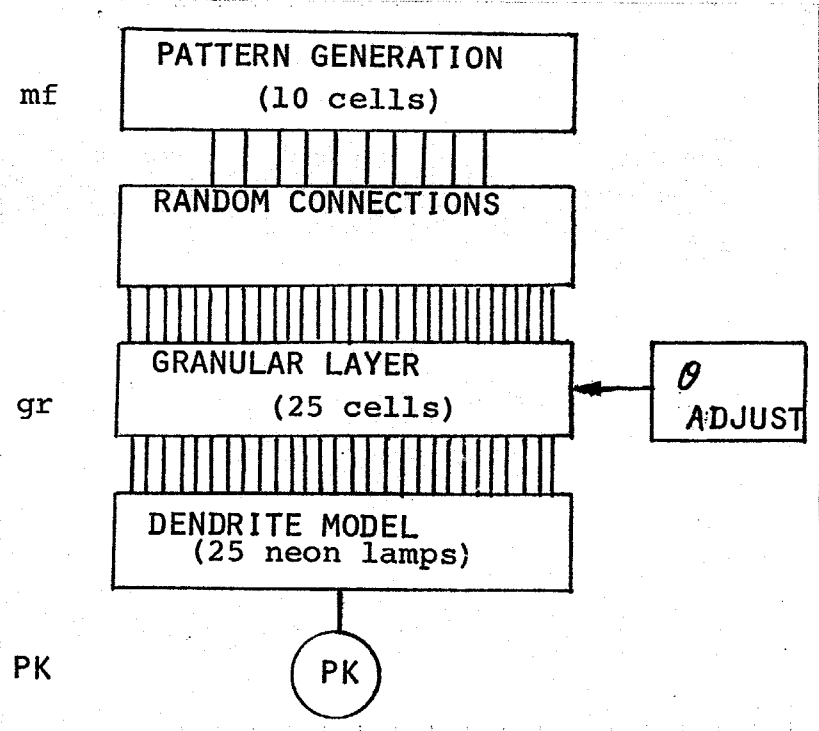 PATTERN GENERATION
mf
(10 cells)
RANDOM CONNECTIONS
GRANULAR LAYER
gr
(25 cells)
θ
ADJUST
DENDRITE MODEL
(25 neon lamps)
PK
PK